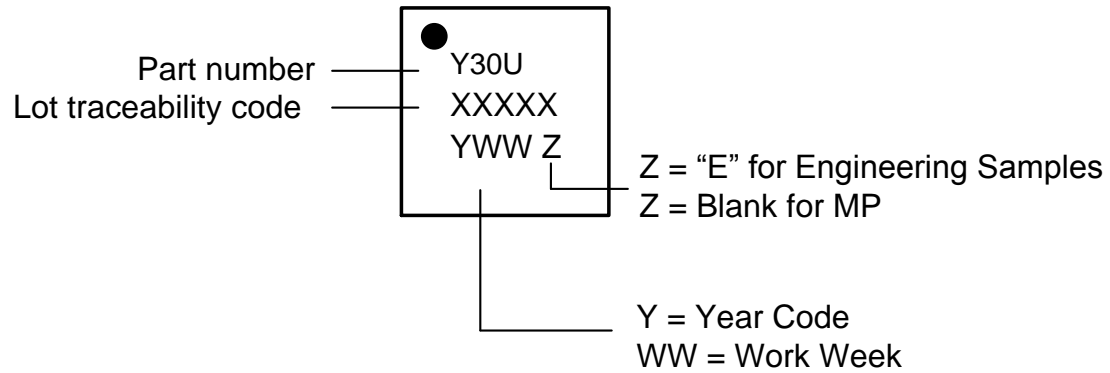 Y30U
Part number
Lot traceability code
XXXXX
YWW Z
Z = “E” for Engineering Samples
Z = Blank for MP
Y = Year Code
WW = Work Week